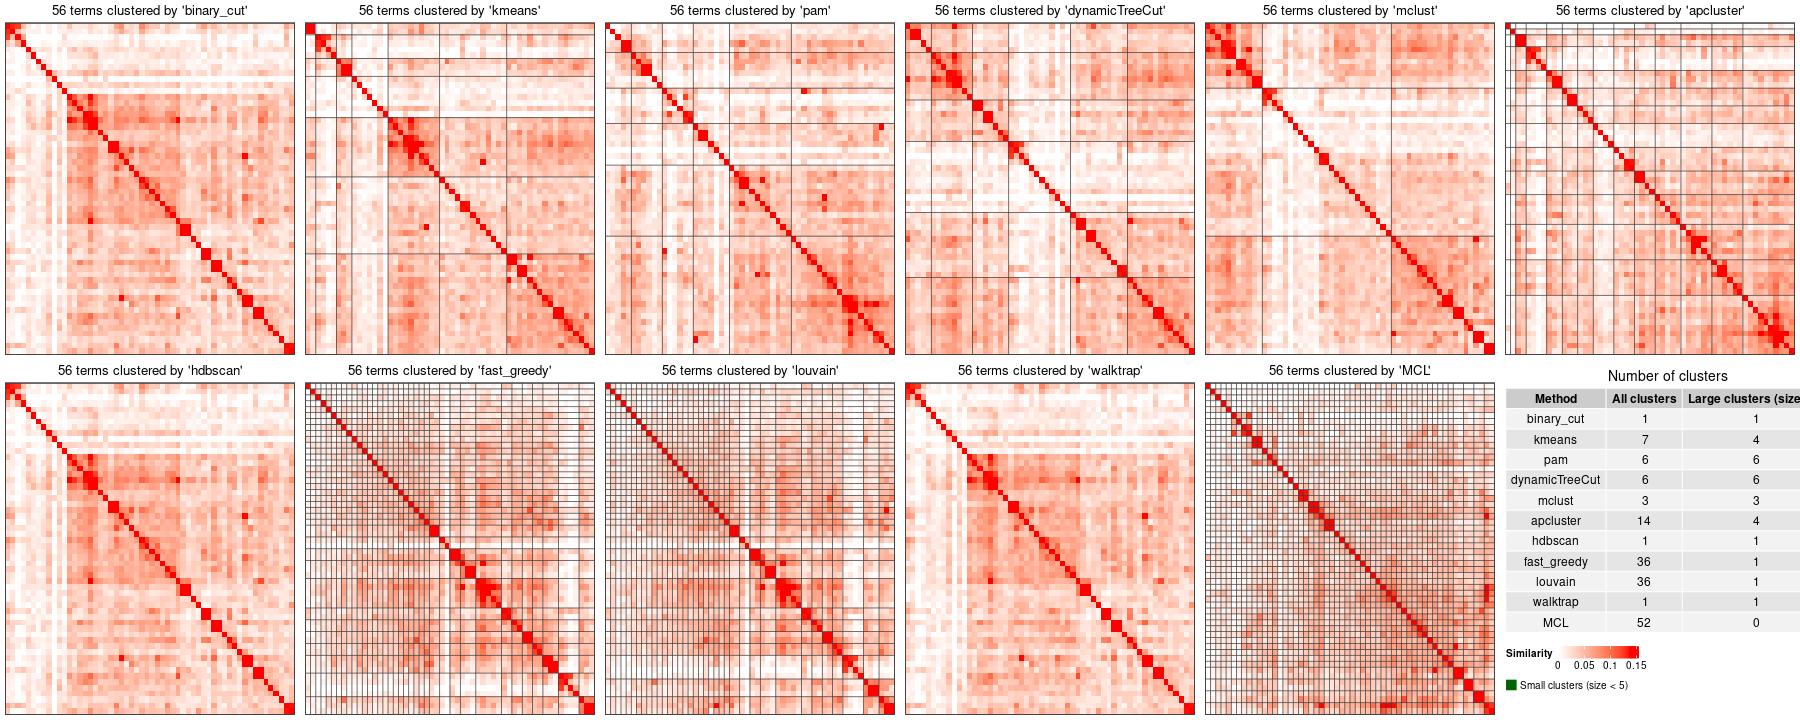 56 terms clustered by 'binary_cut'
56 terms clustered by 'kmeans'
56 terms clustered by 'pam'
56 terms clustered by 'dynamicTreeCut'
56 terms clustered by 'mclust'
56 terms clustered by 'apcluster'
56 terms clustered by 'hdbscan'
56 terms clustered by 'fast_greedy'
56 terms clustered by 'louvain'
56 terms clustered by 'walktrap'
56 terms clustered by 'MCL'
Number of clusters
Method All clusters Large clusters (size
binary_cut 1 1
kmeans 7 4
pam 6 6
dynamicTreeCut 6 6
mclust 3 3
apcluster 14 4
hdbscan 1 1
fast_greedy 36 1
louvain 36 1
walktrap 1 1
MCL 52 0
Similarity
0 0.05 0.1 0.15
Small clusters (size < 5)